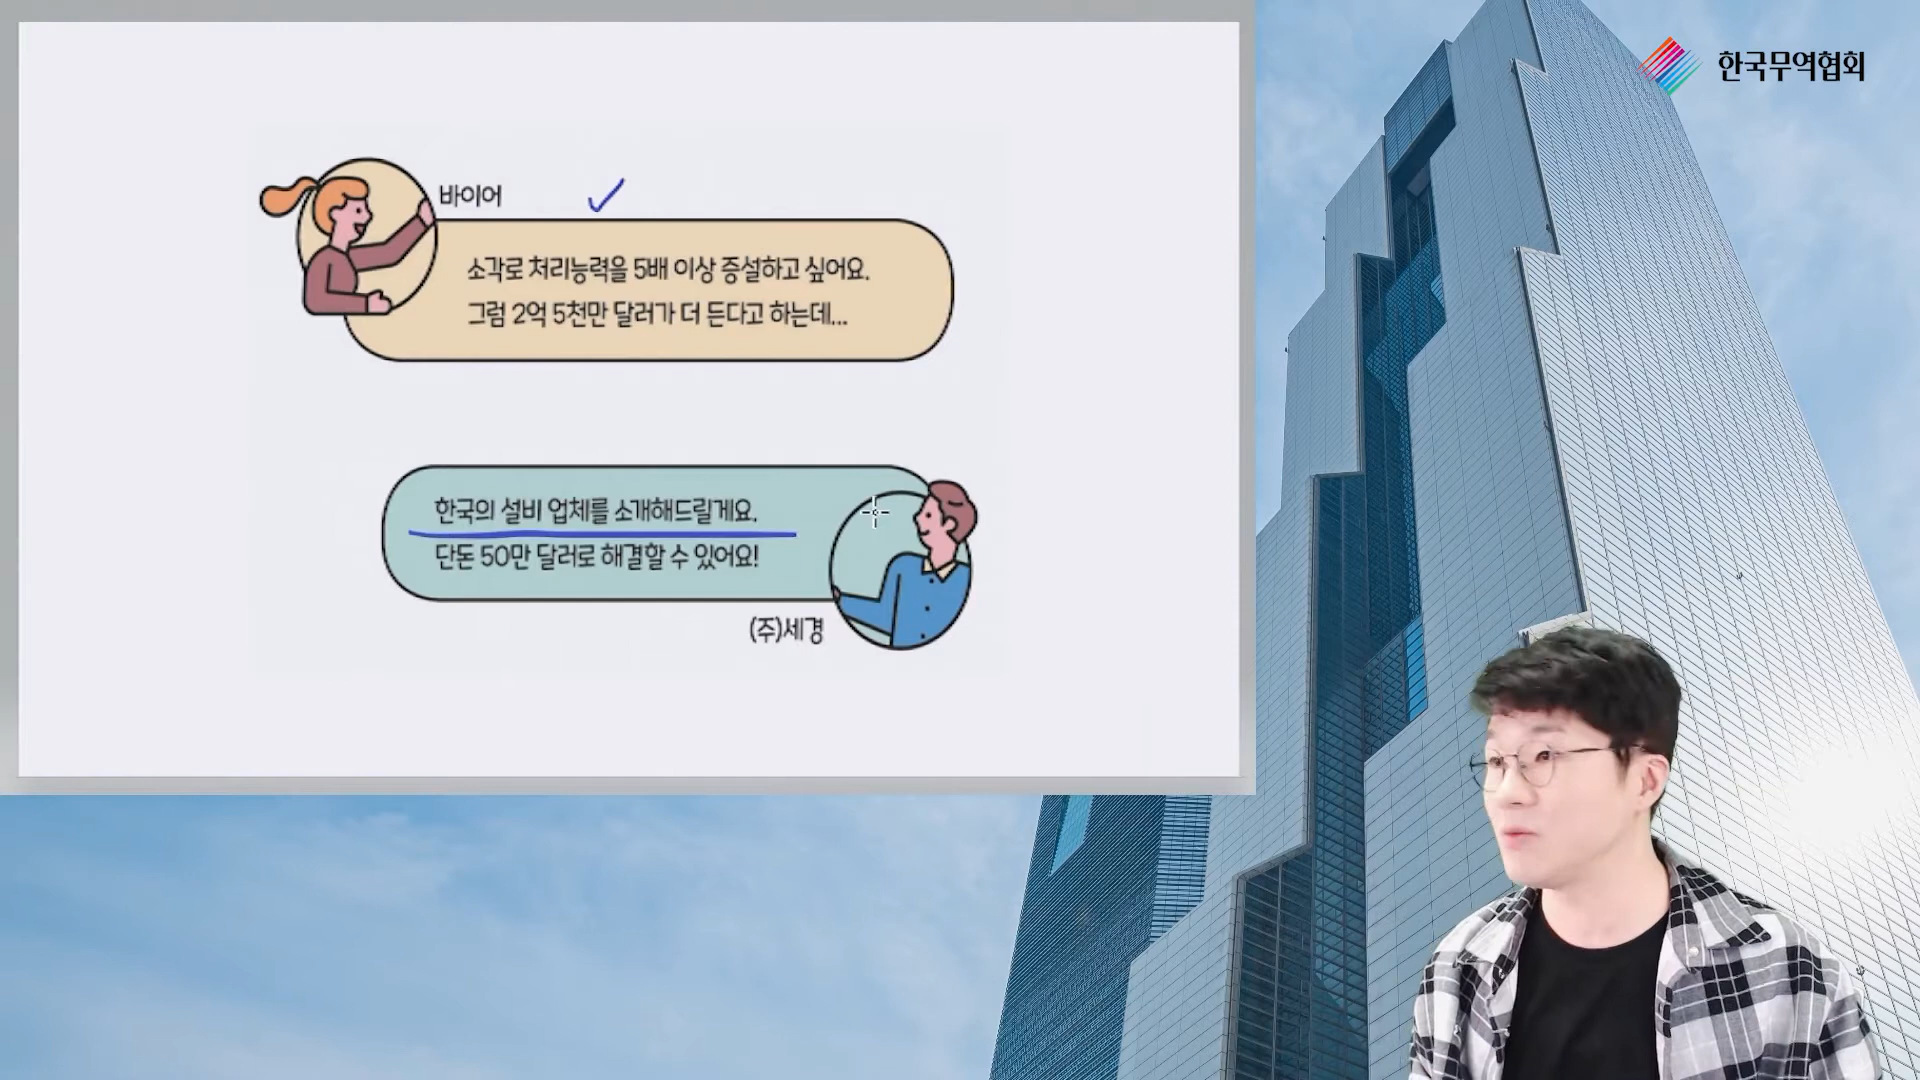 한국무역협회
바이어
소각로 처리능력을 5배 이상 증설하고 싶어요.
그럼 2억 5천만 달러가 더 든다고 하는데...
한국의 설비 업체를 소개해드릴게요.
단돈 50만 달러로 해결할 수 있어요!
(주)세경